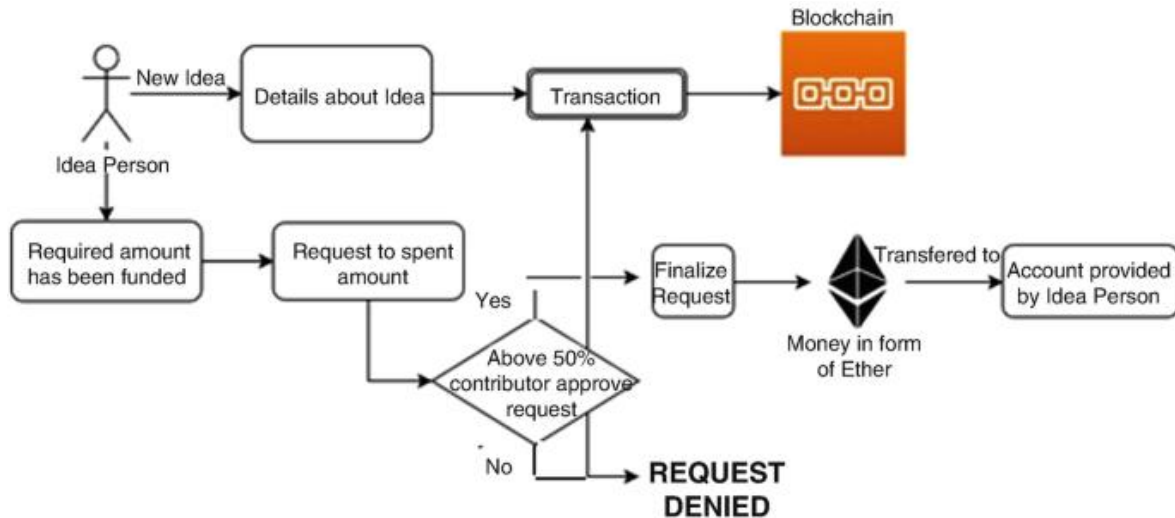 Blockchain
New Idea
Details about Idea
Transaction
Idea Person
Required amount
has been funded
Request to spent
amount
Yes
Finalize
Request
Transfered to
Account provided
by Idea Person
Money in form
of Ether
Above 50%
contributor approve
request
No
REQUEST
DENIED